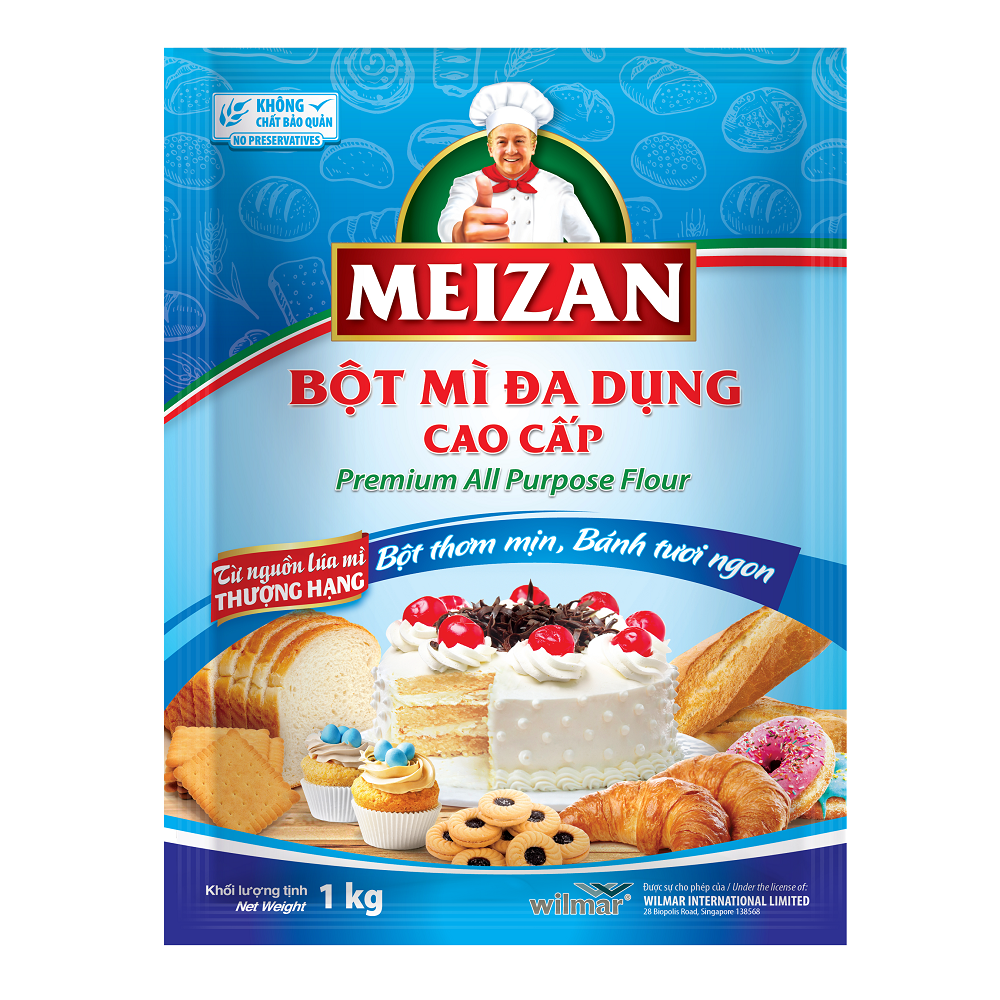 KHÔNG
CHẤT BẢO QUẢN
NO PRESERVATIVES
MEIZAN
BỘT MÌ ĐA DỤNG
CAO CẤP
Premium All Purpose Flour
Từ nguồn lúa mì
THƯỢNG HẠNG
Bột thơm mịn, Bánh tươi ngon
Khối lượng tịnh
Net Weight
1 kg
wilmar®
Được sự cho phép của / Under the license of:
WILMAR INTERNATIONAL LIMITED
28 Biopolis Road, Singapore 138568